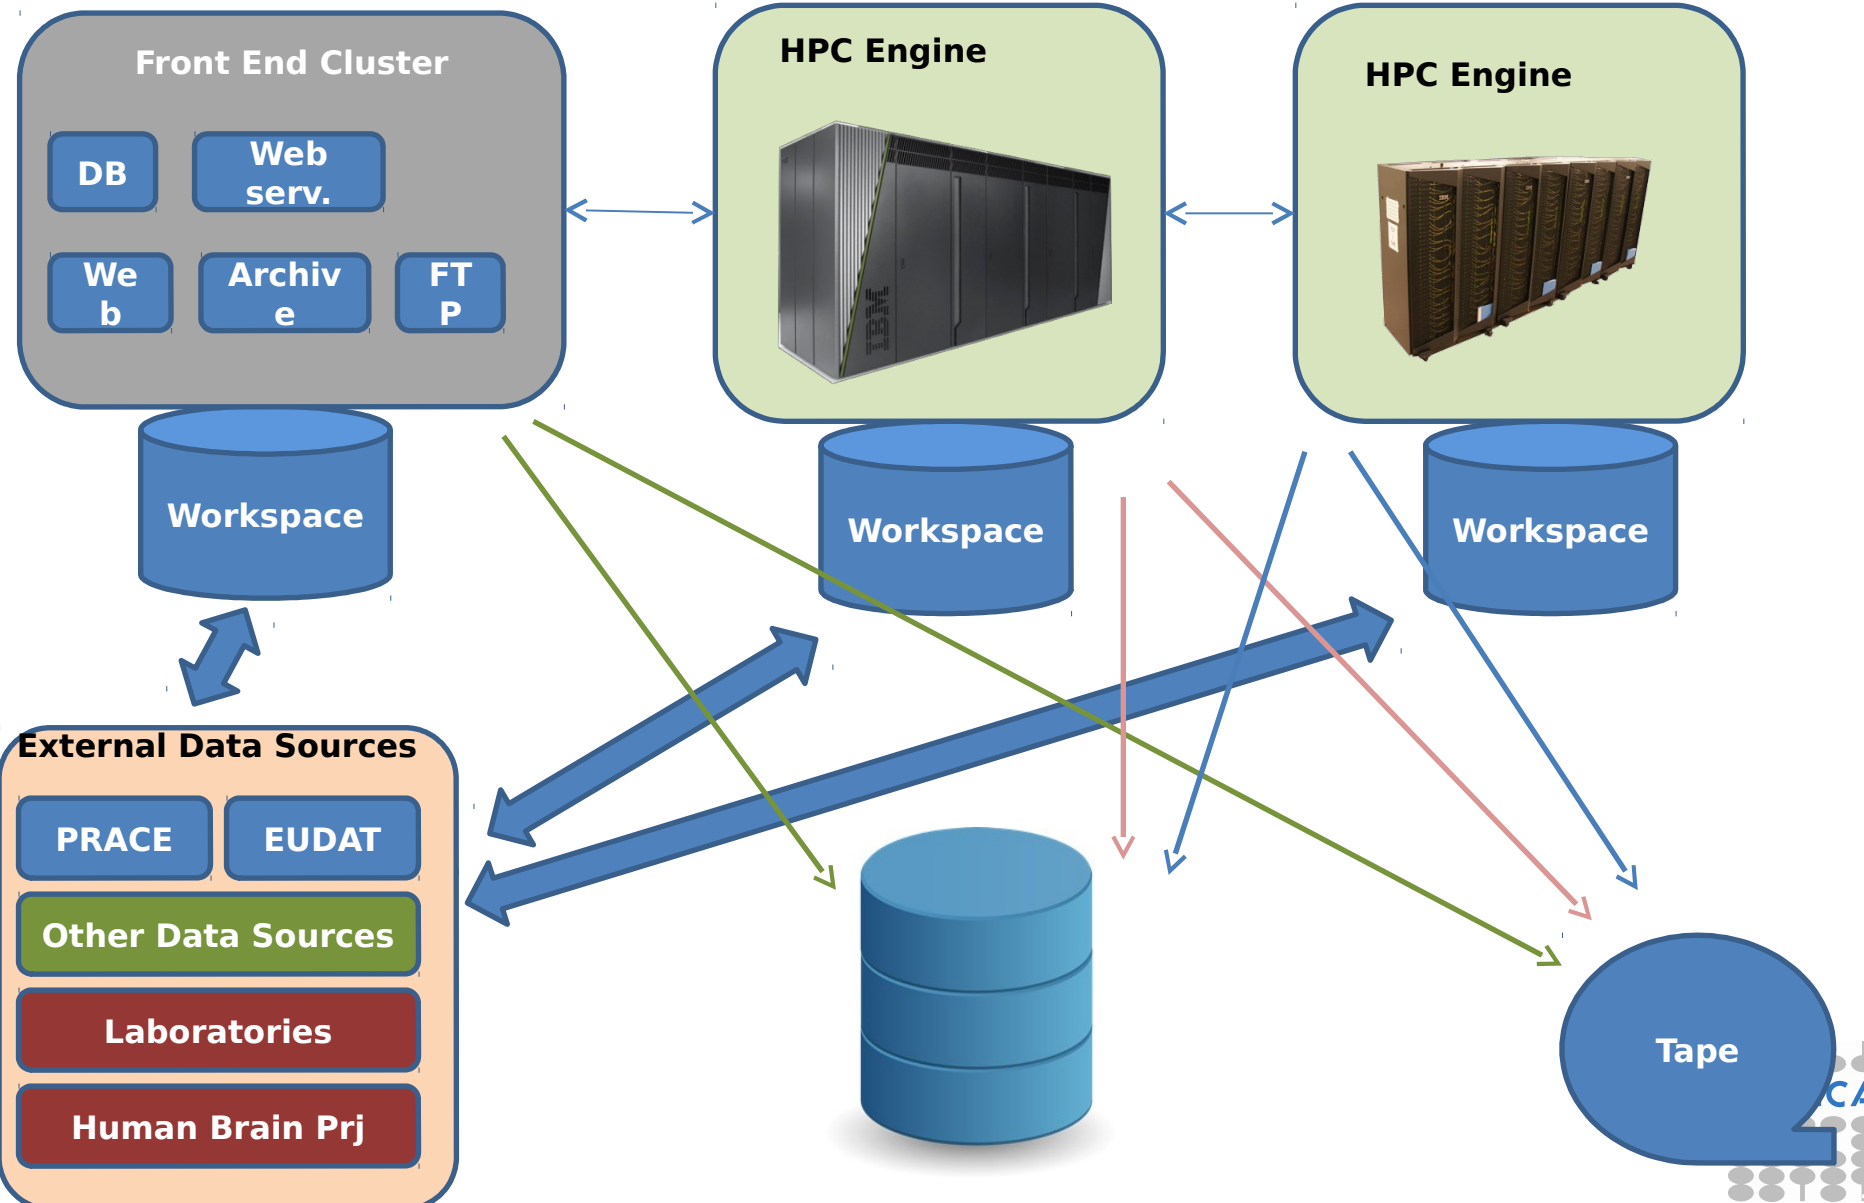 Front End Cluster
HPC Engine
HPC Engine
DB
Web
serv.
We
b
Archiv
e
FT
P
IBM
Workspace
Workspace
Workspace
External Data Sources
PRACE
EUDAT
Other Data Sources
Laboratories
Human Brain Prj
Tape